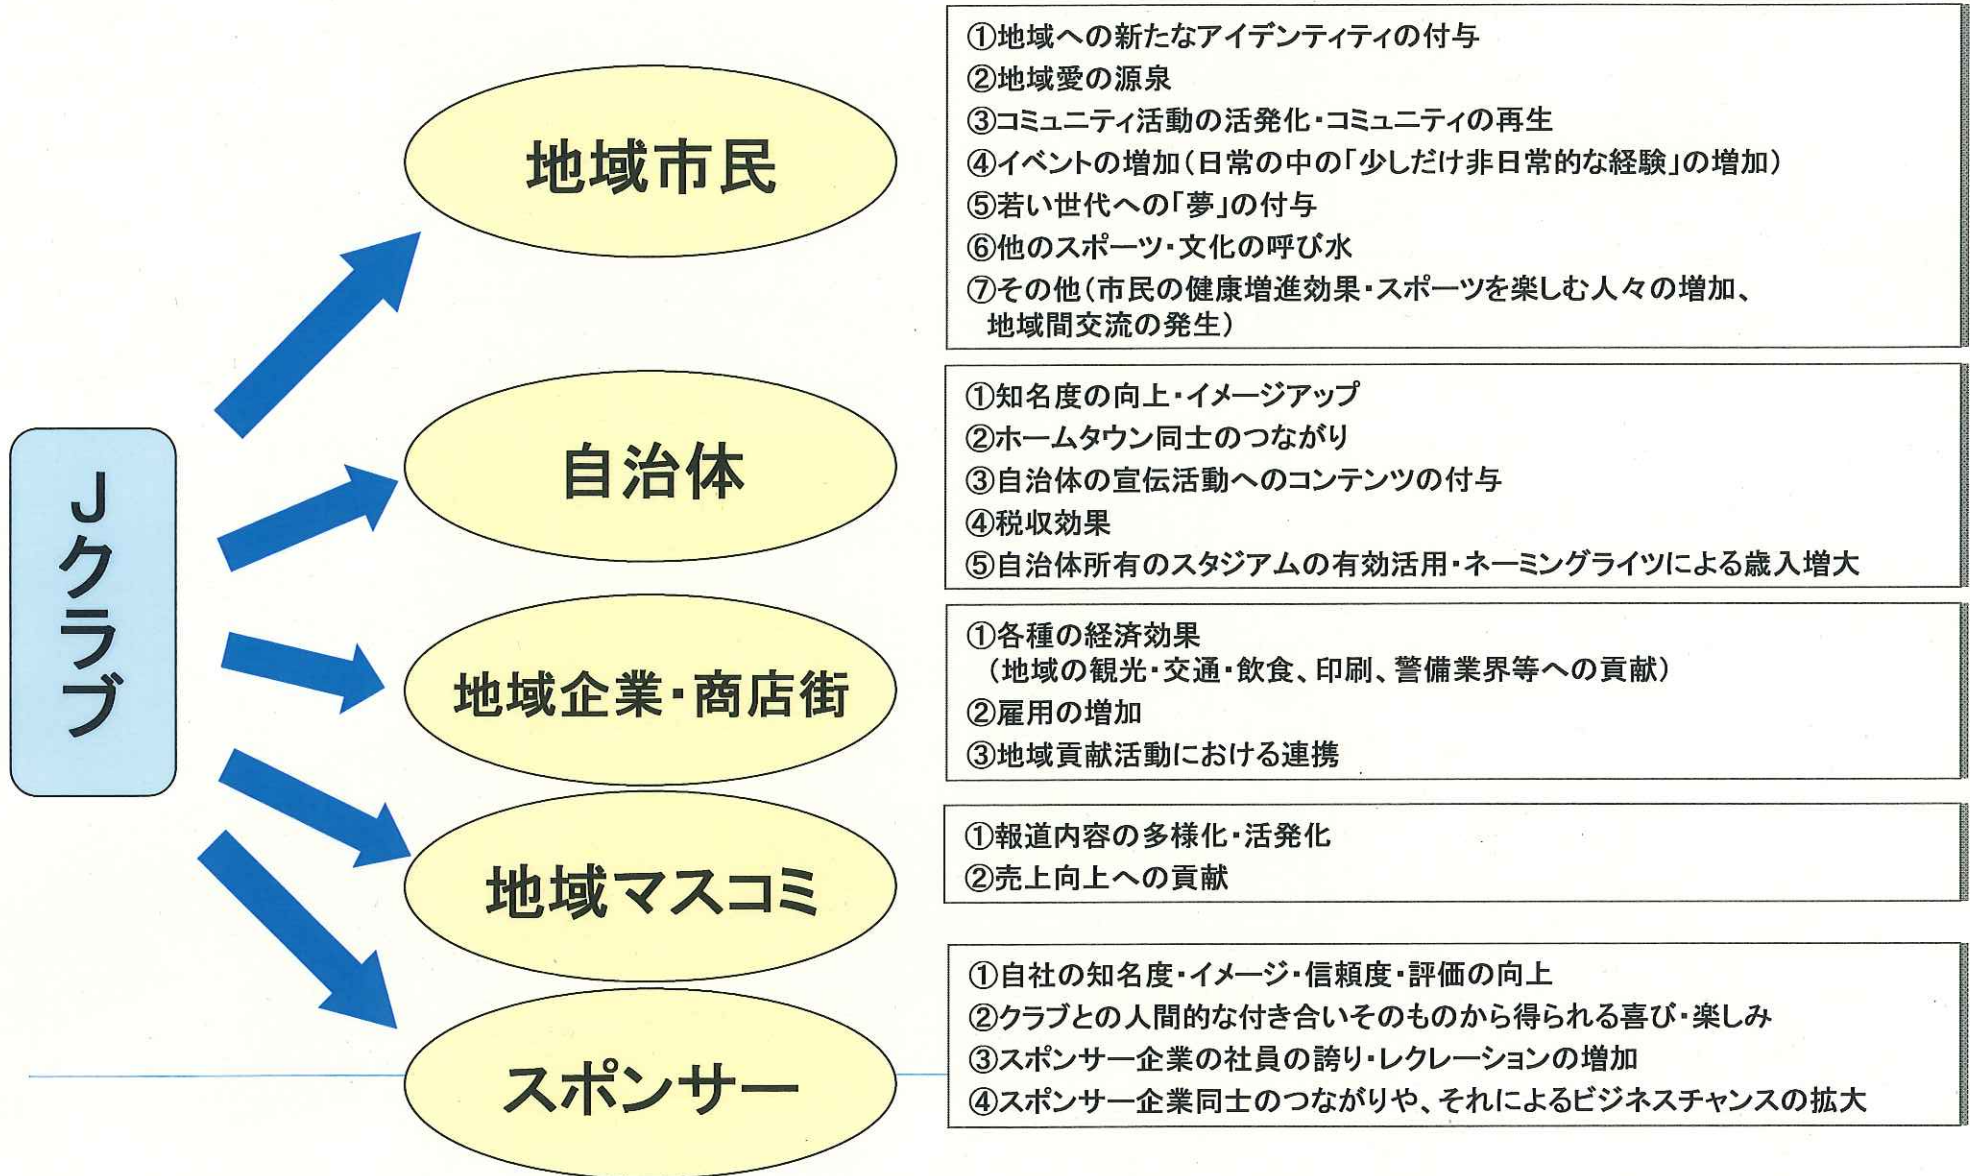 Jクラブ
地域市民
①地域への新たなアイデンティティの付与
②地域愛の源泉
③コミュニティ活動の活発化・コミュニティの再生
④イベントの増加(日常の中の「少しだけ非日常的な経験」の増加)
⑤若い世代への「夢」の付与
⑥他のスポーツ・文化の呼び水
⑦その他(市民の健康増進効果・スポーツを楽しむ人々の増加、
地域間交流の発生)
自治体
①知名度の向上・イメージアップ
②ホームタウン同士のつながり
③自治体の宣伝活動へのコンテンツの付与
④税収効果
⑤自治体所有のスタジアムの有効活用・ネーミングライツによる歳入増大
地域企業・商店街
①各種の経済効果
(地域の観光・交通・飲食、印刷、警備業界等への貢献)
②雇用の増加
③地域貢献活動における連携
地域マスコミ
①報道内容の多様化・活発化
②売上向上への貢献
スポンサー
①自社の知名度・イメージ・信頼度・評価の向上
②クラブとの人間的な付き合いそのものから得られる喜び・楽しみ
③スポンサー企業の社員の誇り・レクレーションの増加
④スポンサー企業同士のつながりや、それによるビジネスチャンスの拡大